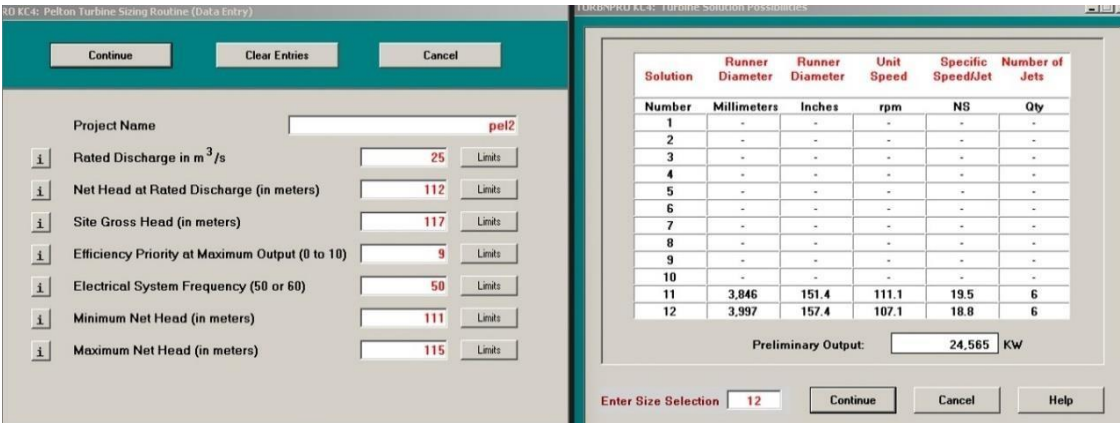 RO KC4: Pelton Turbine Sizing Routine (Data Entry)
Continue Clear Entries Cancel
Project Name pel2
i Rated Discharge in m3/s 25 Limits
i Net Head at Rated Discharge (in meters) 112 Limits
i Site Gross Head (in meters) 117 Limits
i Efficiency Priority at Maximum Output (0 to 10) 9 Limits
i Electrical System Frequency (50 or 60) 50 Limits
i Minimum Net Head (in meters) 111 Limits
i Maximum Net Head (in meters) 115 Limits
TURBNPRO KC4: Turbine Solution Possibilities
Solution Runner Diameter Runner Diameter Unit Speed Specific Speed/Jet Number of Jets
Number Millimeters Inches rpm NS Qty
1 - - - - -
2 - - - - -
3 - - - - -
4 - - - - -
5 - - - - -
6 - - - - -
7 - - - - -
8 - - - - -
9 - - - - -
10 - - - - -
11 3,846 151.4 111.1 19.5 6
12 3,997 157.4 107.1 18.8 6
Preliminary Output: 24,565 KW
Enter Size Selection 12 Continue Cancel Help